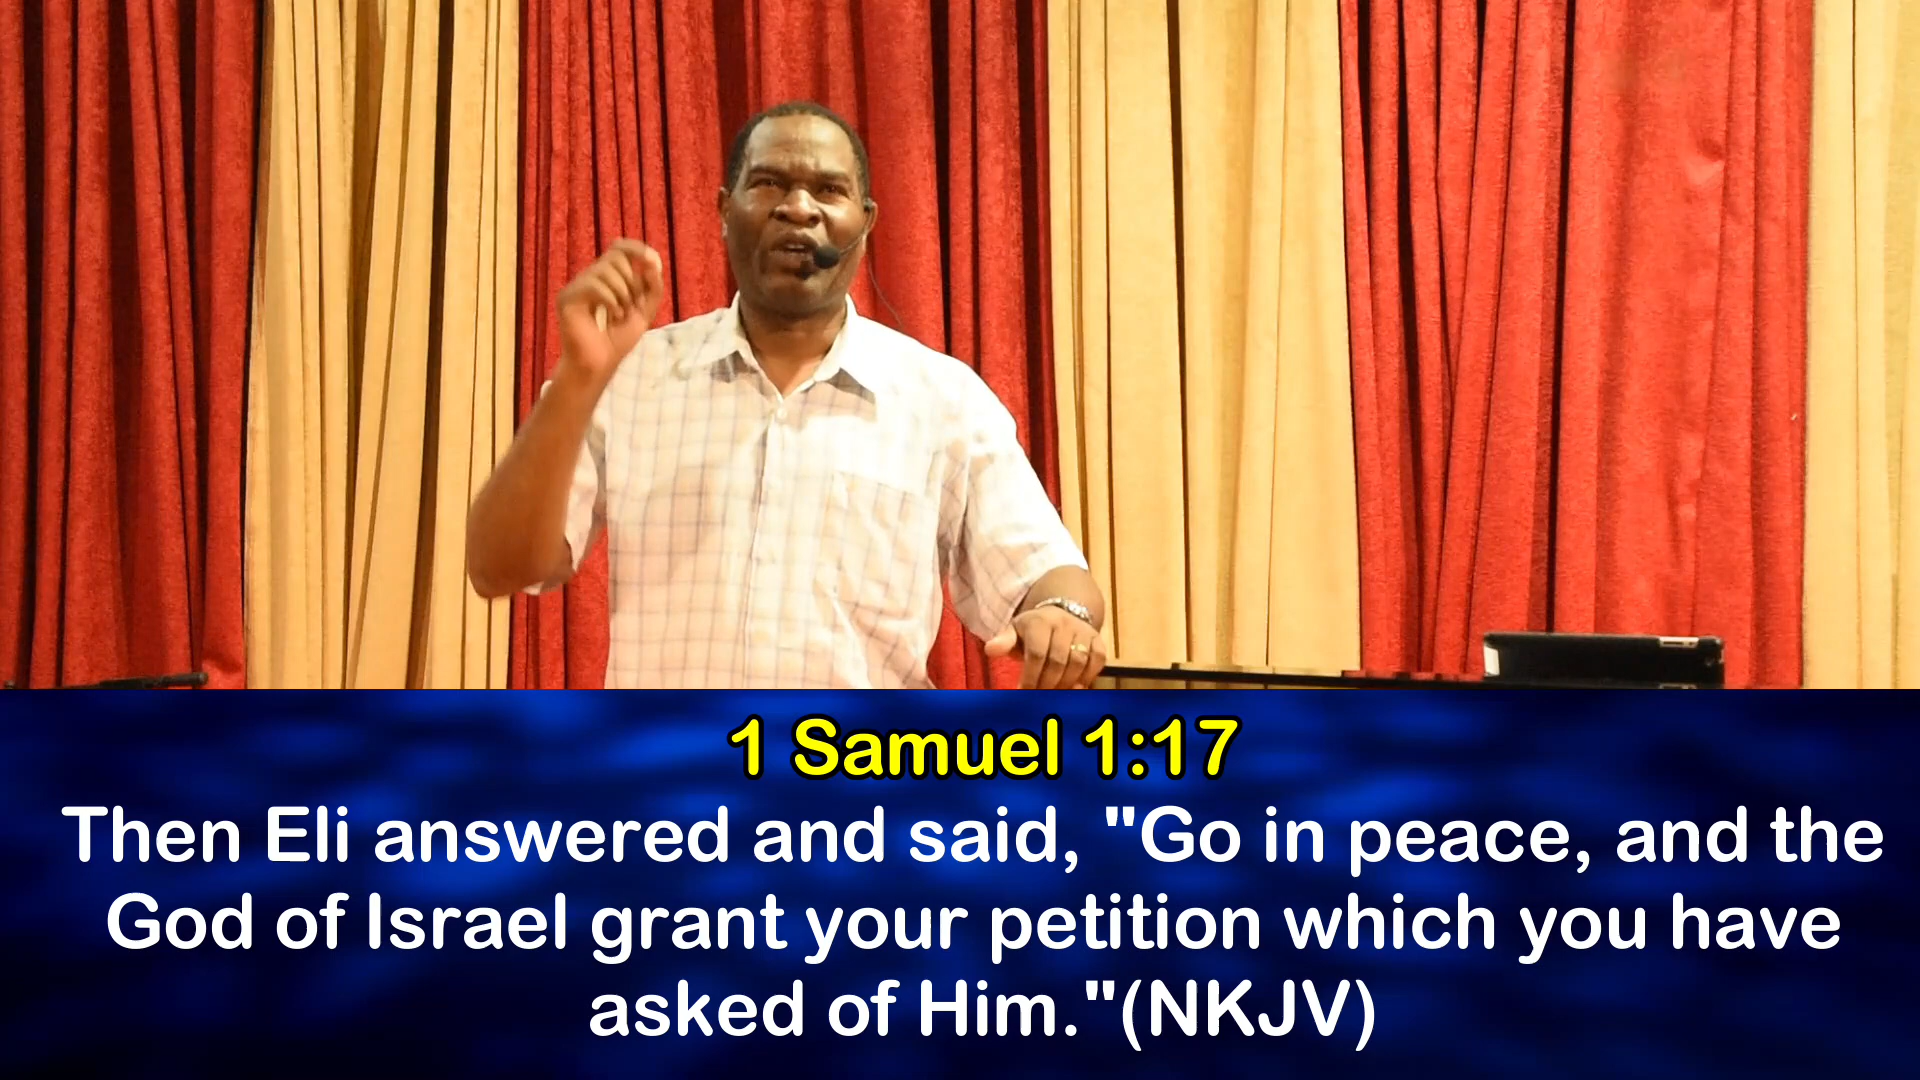 1 Samuel 1:17
Then Eli answered and said, "Go in peace, and the
God of Israel grant your petition which you have
asked of Him."(NKJV)